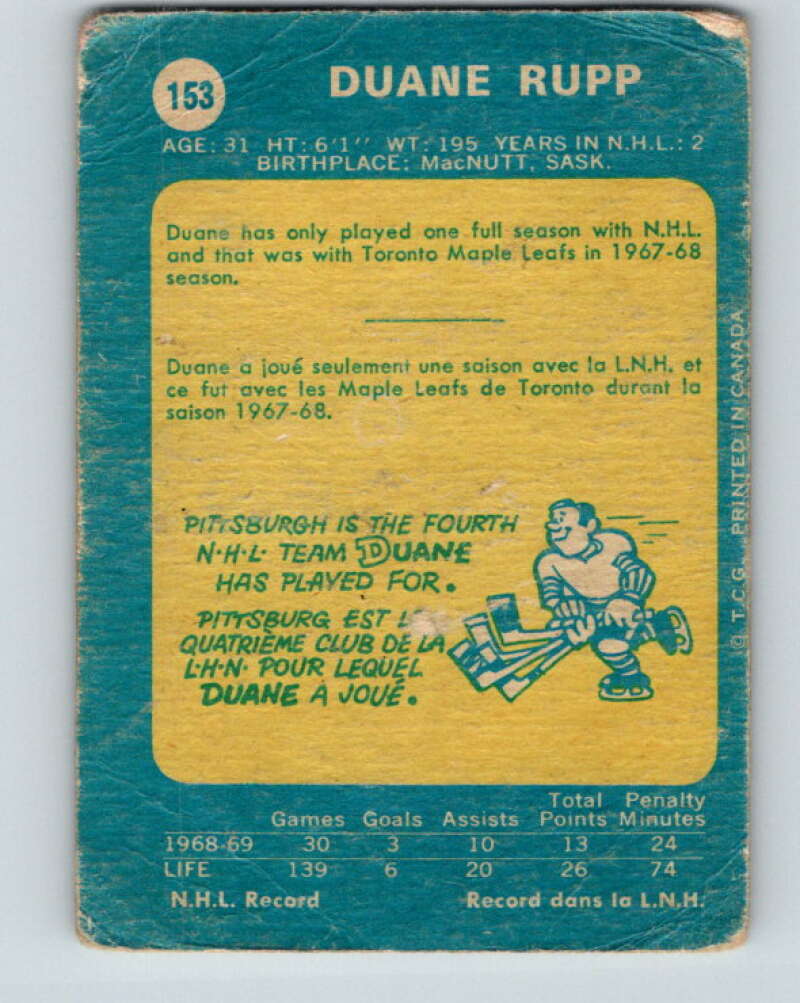 153
DUANE RUPP
AGE: 31 HT: 6'1'' WT: 195 YEARS IN N.H.L.: 2
BIRTHPLACE: MacNUTT, SASK.
Duane has only played one full season with N.H.L.
and that was with Toronto Maple Leafs in 1967-68
season.
Duane a joué seulement une saison avec la L.N.H. et
ce fut avec les Maple Leafs de Toronto durant la
saison 1967-68.
PITTSBURGH IS THE FOURTH
N·H·L· TEAM DUANE
HAS PLAYED FOR.
PITTSBURG EST LE
QUATRIÈME CLUB DE LA
L·H·N· POUR LEQUEL
DUANE A JOUÉ.
© T.C.G. PRINTED IN CANADA
Games Goals Assists Total Points Penalty Minutes
1968-69 30 3 10 13 24
LIFE 139 6 20 26 74
N.H.L. Record Record dans la L.N.H.